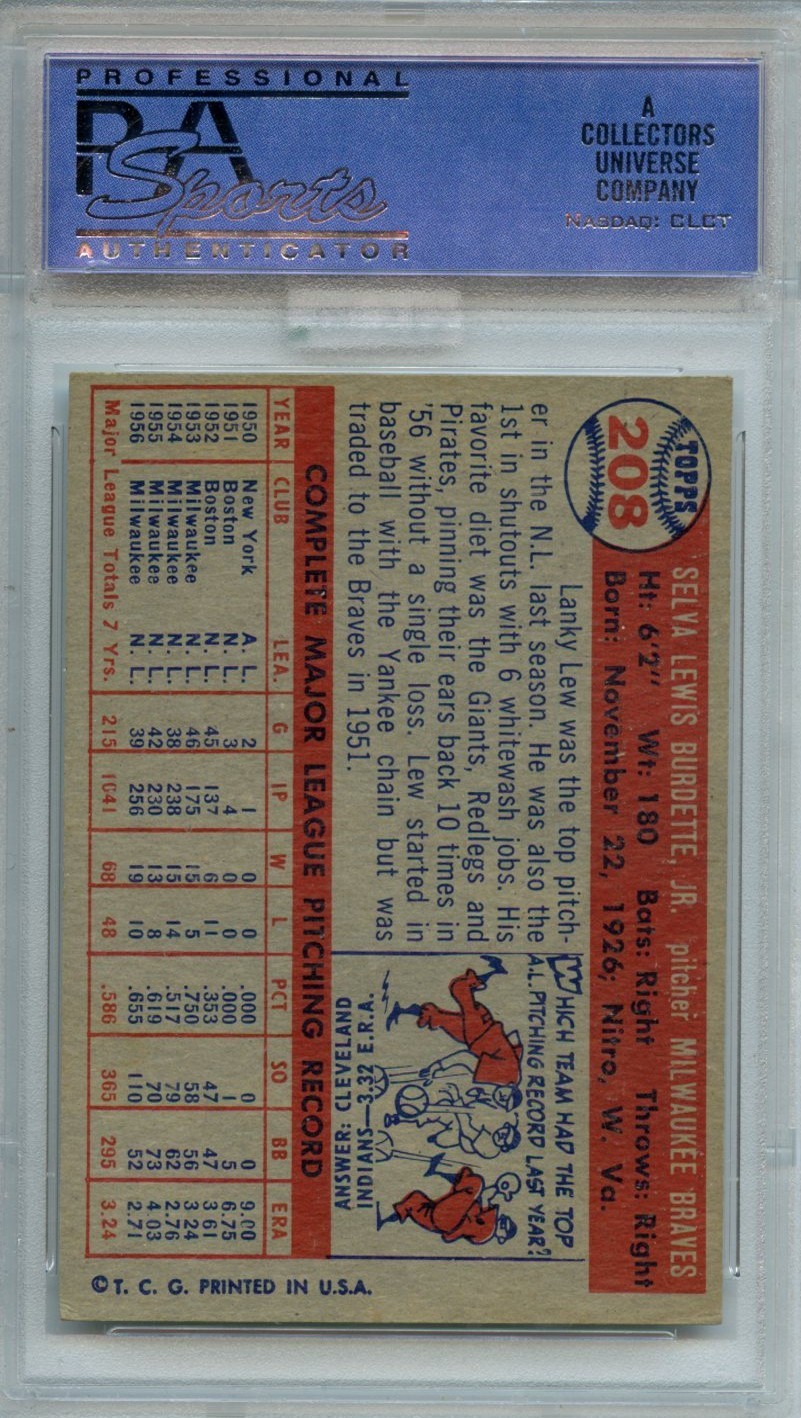 PROFESSIONAL
PSA
Sports
AUTHENTICATOR
A
COLLECTORS
UNIVERSE
COMPANY
NASDAQ: CLCT
TOPPS
208
SELVA LEWIS BURDETTE, JR. pitcher MILWAUKEE BRAVES
Ht: 6'2" Wt: 180 Bats: Right Throws: Right
Born: November 22, 1926; Nitro, W. Va.
Lanky Lew was the top pitch-
er in the N.L. last season. He was also the
1st in shutouts with 6 whitewash jobs. His
favorite diet was the Giants, Redlegs and
Pirates, pinning their ears back 10 times in
'56 without a single loss. Lew started in
baseball with the Yankee chain but was
traded to the Braves in 1951.
WHICH TEAM HAD THE TOP
A.L. PITCHING RECORD LAST YEAR?
ANSWER: CLEVELAND
INDIANS—3.32 E.R.A.
COMPLETE MAJOR LEAGUE PITCHING RECORD
YEAR CLUB LEA. G IP W L PCT SO BB ERA
1950 New York A. L. 2 1 0 0 .000 0 0 9.00
1951 Boston N. L. 3 4 0 0 .000 1 5 6.75
1952 Boston N. L. 45 137 6 11 .353 47 47 3.61
1953 Milwaukee N. L. 46 175 15 5 .750 58 56 3.24
1954 Milwaukee N. L. 38 238 15 14 .517 79 62 2.76
1955 Milwaukee N. L. 42 230 13 8 .619 70 73 4.03
1956 Milwaukee N. L. 39 256 19 10 .655 110 52 2.71
Major League Totals 7 Yrs. 215 1041 68 48 .586 365 295 3.24
© T. C. G. PRINTED IN U.S.A.